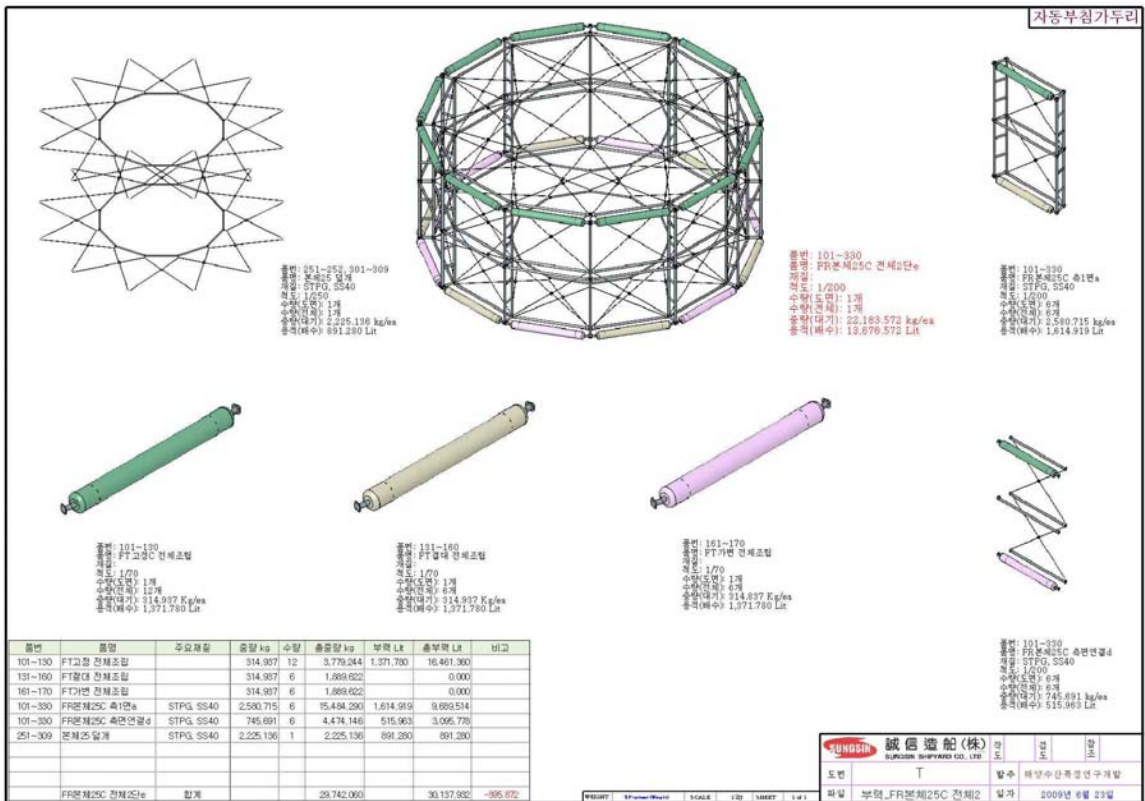 자동부침가두리
품번: 251~252, 301~309
품명: 본체25 덮개
재질: STPG, SS40
척도: 1/250
수량(도면): 1개
수량(전체): 1개
중량(대기): 2,225.136 kg/ea
용적(배수): 891.280 Lit
품번: 101~330
품명: FR본체25C 전체2단e
재질:
척도: 1/200
수량(도면): 1개
수량(전체): 1개
중량(대기): 22,183.572 kg/ea
용적(배수): 13,676.572 Lit
품번: 101~330
품명: FR본체25C 측1면a
재질: STPG, SS40
척도: 1/200
수량(도면): 6개
수량(전체): 6개
중량(대기): 2,580.715 kg/ea
용적(배수): 1,614.919 Lit
품번: 101~130
품명: FT고정C 전체조립
재질:
척도: 1/70
수량(도면): 1개
수량(전체): 12개
중량(대기): 314.937 Kg/ea
용적(배수): 1,371.780 Lit
품번: 131~160
품명: FT결대 전체조립
재질:
척도: 1/70
수량(도면): 1개
수량(전체): 6개
중량(대기): 314.937 Kg/ea
용적(배수): 1,371.780 Lit
품번: 161~170
품명: FT가변 전체조립
재질:
척도: 1/70
수량(도면): 1개
수량(전체): 6개
중량(대기): 314.837 Kg/ea
용적(배수): 1,371.780 Lit
품번: 101~330
품명: FR본체25C 측면연결d
재질: STPG, SS40
척도: 1/200
수량(도면): 6개
수량(전체): 6개
중량(대기): 745.691 kg/ea
용적(배수): 515.963 Lit
품번 품명 주요재질 중량 kg 수량 총중량 kg 부력 Lit 총부력 Lit 비고
101~130 FT고정 전체조립 314.937 12 3,779.244 1,371.780 16,461.360
131~160 FT결대 전체조립 314.937 6 1,889.622 0.000
161~170 FT가변 전체조립 314.937 6 1,889.622 0.000
101~330 FR본체25C 측1면a STPG, SS40 2,580.715 6 15,484.290 1,614.919 9,689.514
101~330 FR본체25C 측면연결d STPG, SS40 745.691 6 4,474.146 515.963 3,095.778
251~309 본체25 덮개 STPG, SS40 2,225.136 1 2,225.136 891.280 891.280
FR본체25C 전체2단e 합계 29,742.060 30,137.932 -395.872
SUNGSIN 誠信造船(株) 작도 검도 참조
SUNGSIN SHIPYARD CO., LTD
도번 T 발주 해양수산특정연구개발
파일 부력_FR본체25C 전체2 일자 2009년 6월 23일
WEIGHT SCALE SHEET 1 of 1